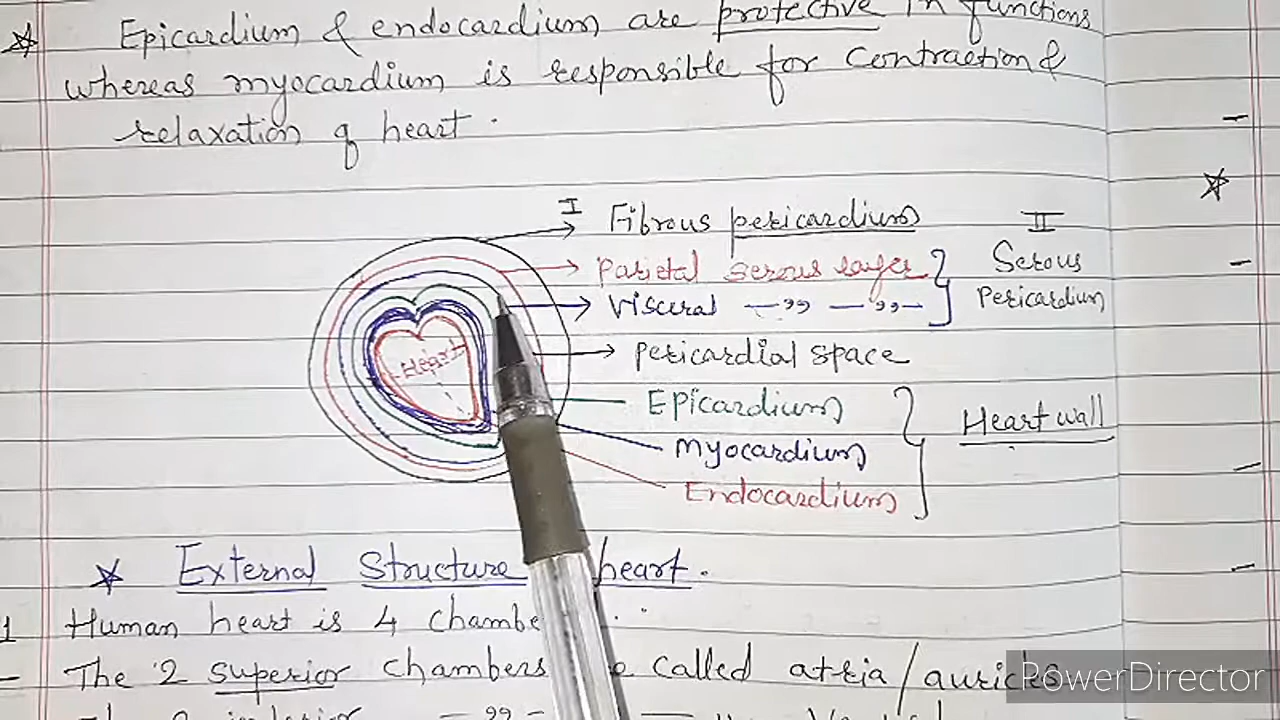 ☆ Epicardium & endocardium are protective in functions
whereas myocardium is responsible for contraction &
relaxation of heart.
I Fibrous pericardium
Parietal serous layer
Visceral —„— „—
II
Serous
Pericardium
Pericardial space
Epicardium
Myocardium
Endocardium
Heart wall
Heart
☆ External Structure heart.
1 Human heart is 4 chambe
– The 2 superior chambers called atria/auricles
PowerDirector